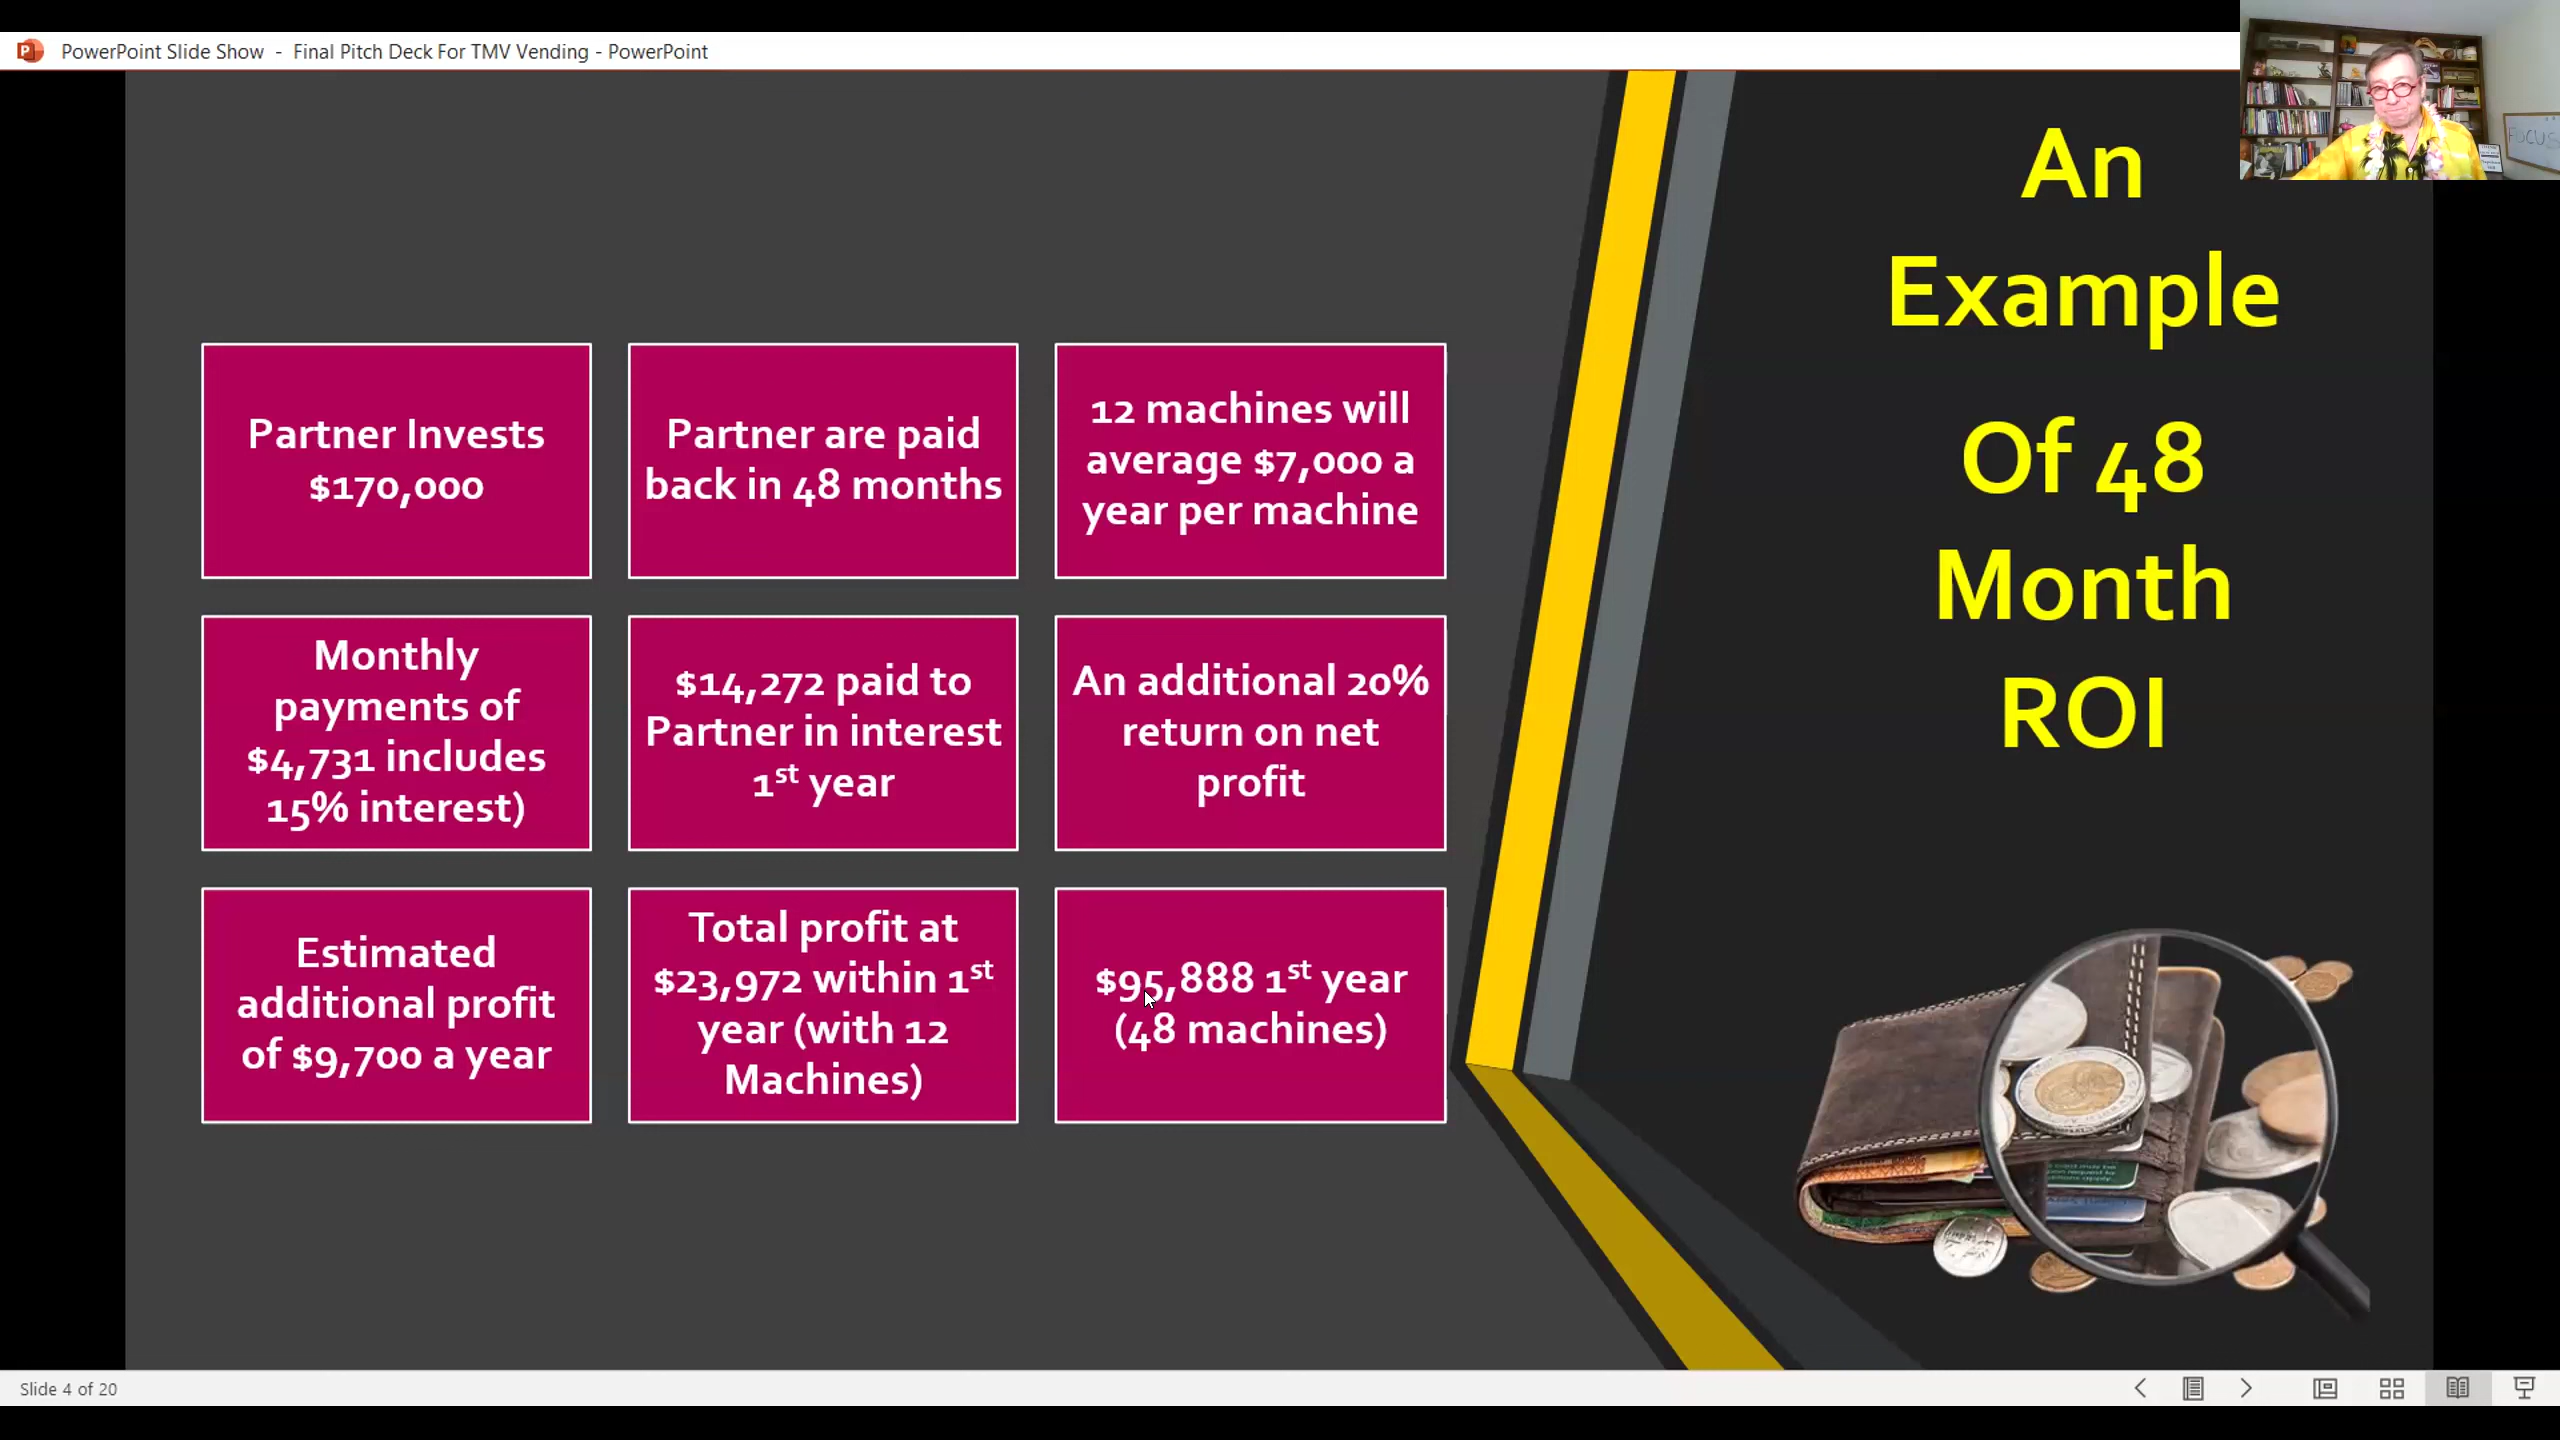 PowerPoint Slide Show - Final Pitch Deck For TMV Vending - PowerPoint
FOCUS
An
Example
Of 48
Month
ROI
Partner Invests
$170,000
Partner are paid
back in 48 months
12 machines will
average $7,000 a
year per machine
Monthly
payments of
$4,731 includes
15% interest)
$14,272 paid to
Partner in interest
1st year
An additional 20%
return on net
profit
Estimated
additional profit
of $9,700 a year
Total profit at
$23,972 within 1st
year (with 12
Machines)
$95,888 1st year
(48 machines)
Slide 4 of 20